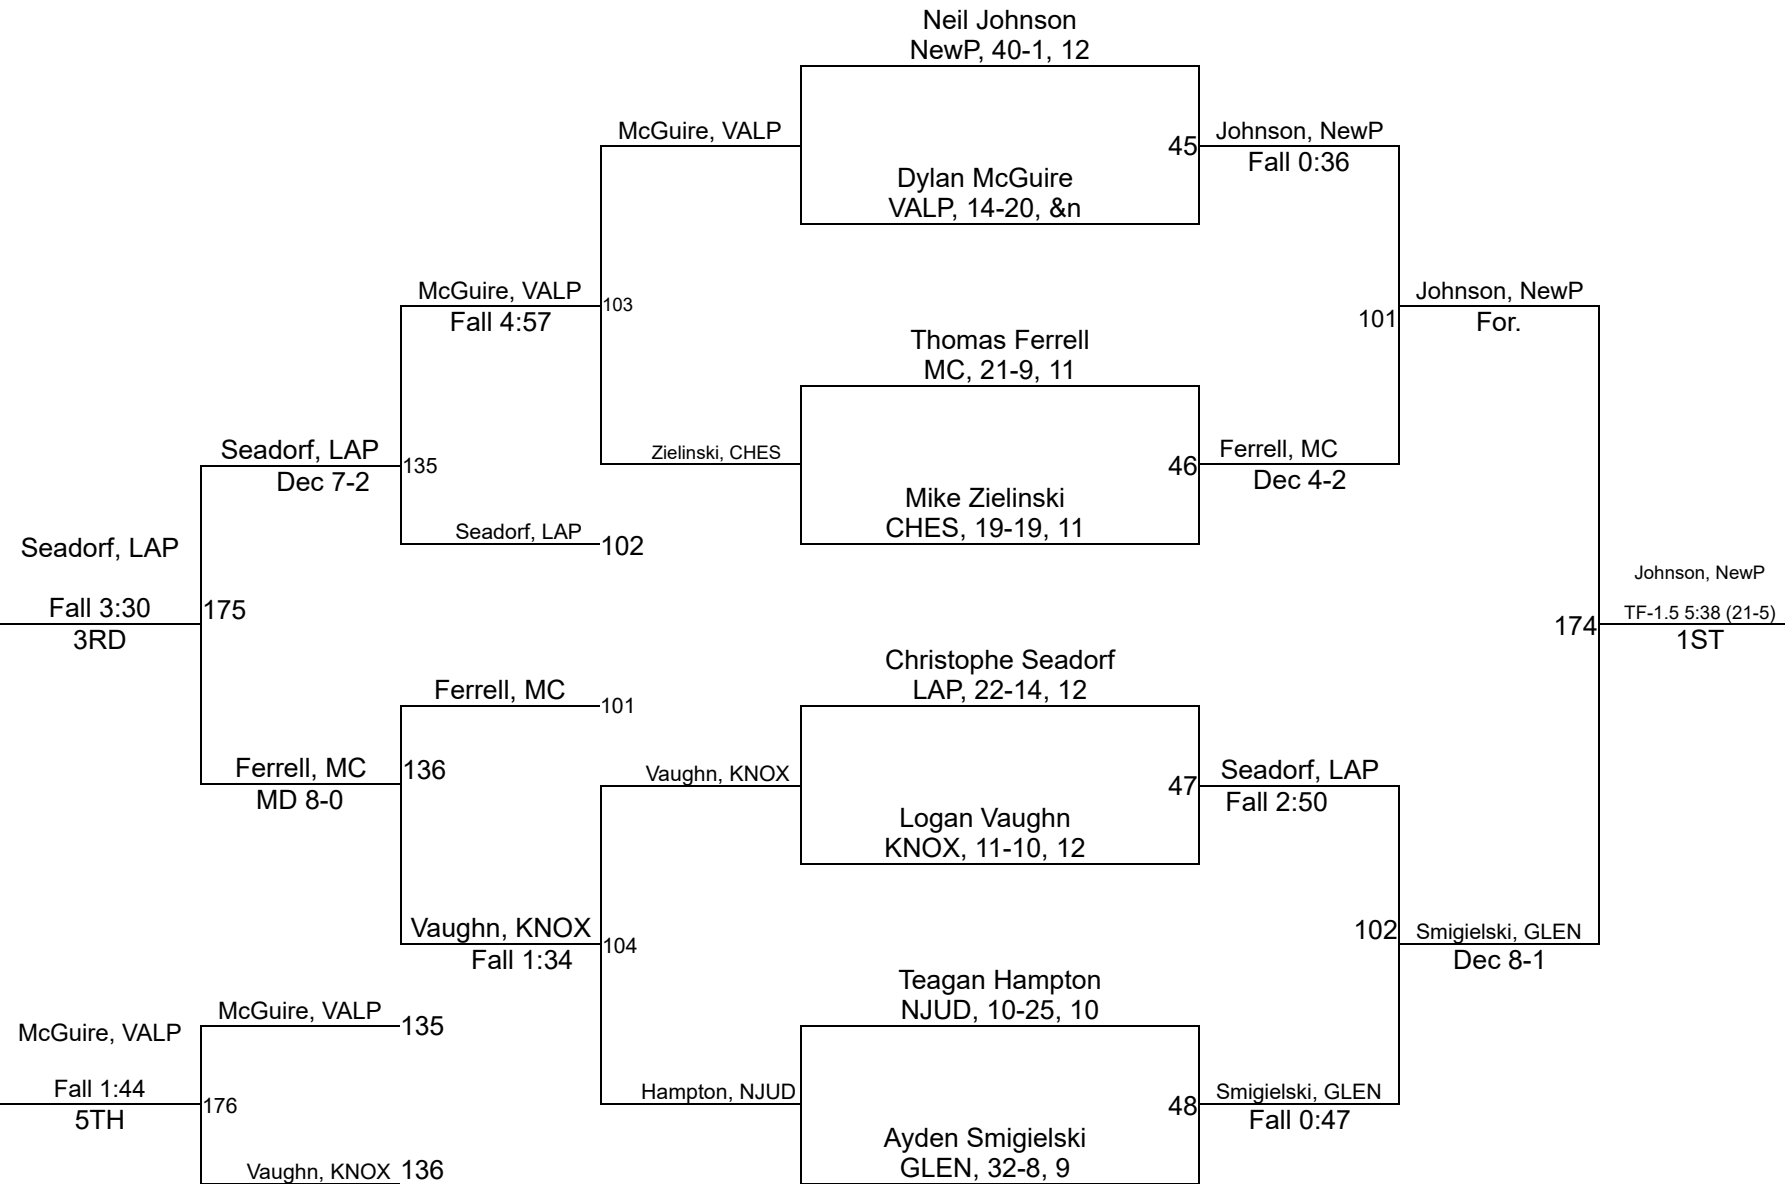 Neil Johnson
NewP, 40-1, 12
McGuire, VALP
45
Johnson, NewP
Fall 0:36
Dylan McGuire
VALP, 14-20, &n
McGuire, VALP
Fall 4:57
103
Johnson, NewP
For.
101
Thomas Ferrell
MC, 21-9, 11
Seadorf, LAP
Dec 7-2
135
Zielinski, CHES
46
Ferrell, MC
Dec 4-2
Mike Zielinski
CHES, 19-19, 11
Seadorf, LAP
102
Seadorf, LAP
Fall 3:30
3RD
175
Johnson, NewP
TF-1.5 5:38 (21-5)
1ST
174
Christophe Seadorf
LAP, 22-14, 12
Ferrell, MC
101
Ferrell, MC
MD 8-0
136
Vaughn, KNOX
47
Seadorf, LAP
Fall 2:50
Logan Vaughn
KNOX, 11-10, 12
Vaughn, KNOX
Fall 1:34
104
102
Smigielski, GLEN
Dec 8-1
Teagan Hampton
NJUD, 10-25, 10
McGuire, VALP
135
McGuire, VALP
Fall 1:44
5TH
176
Hampton, NJUD
48
Smigielski, GLEN
Fall 0:47
Ayden Smigielski
GLEN, 32-8, 9
Vaughn, KNOX
136